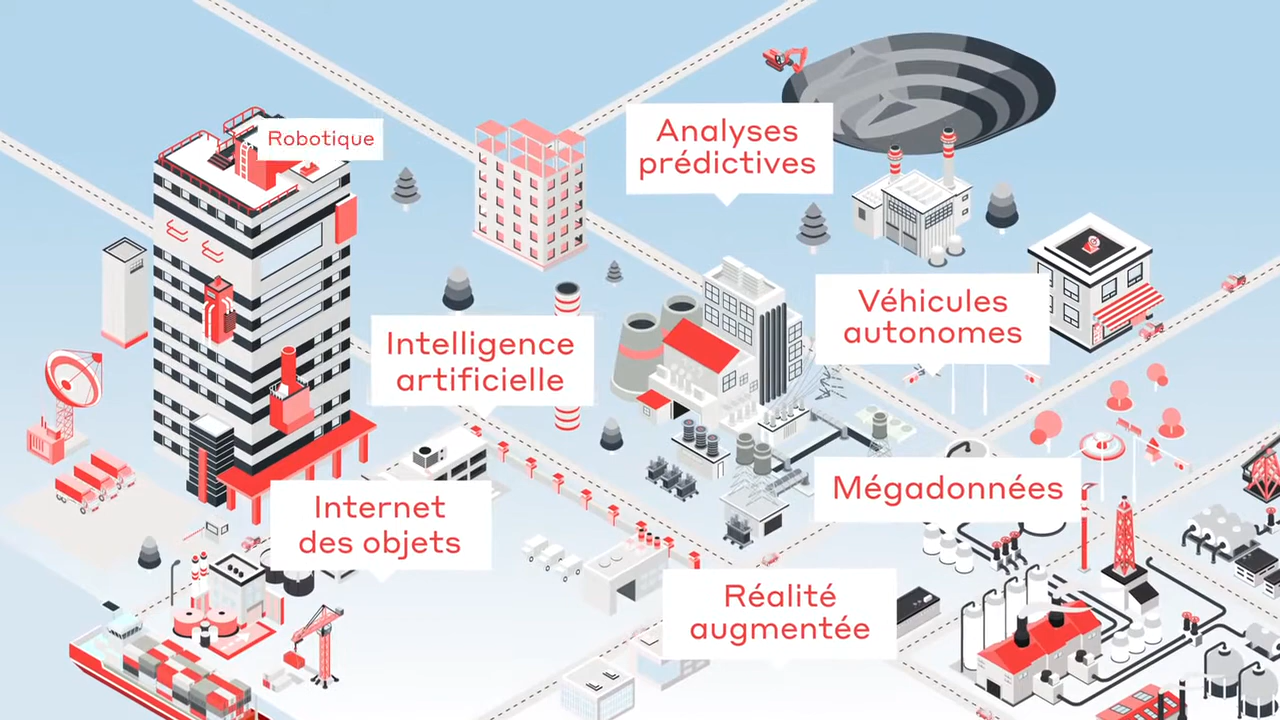 Robotique
Analyses
prédictives
Véhicules
autonomes
Intelligence
artificielle
Mégadonnées
Internet
des objets
Réalité
augmentée